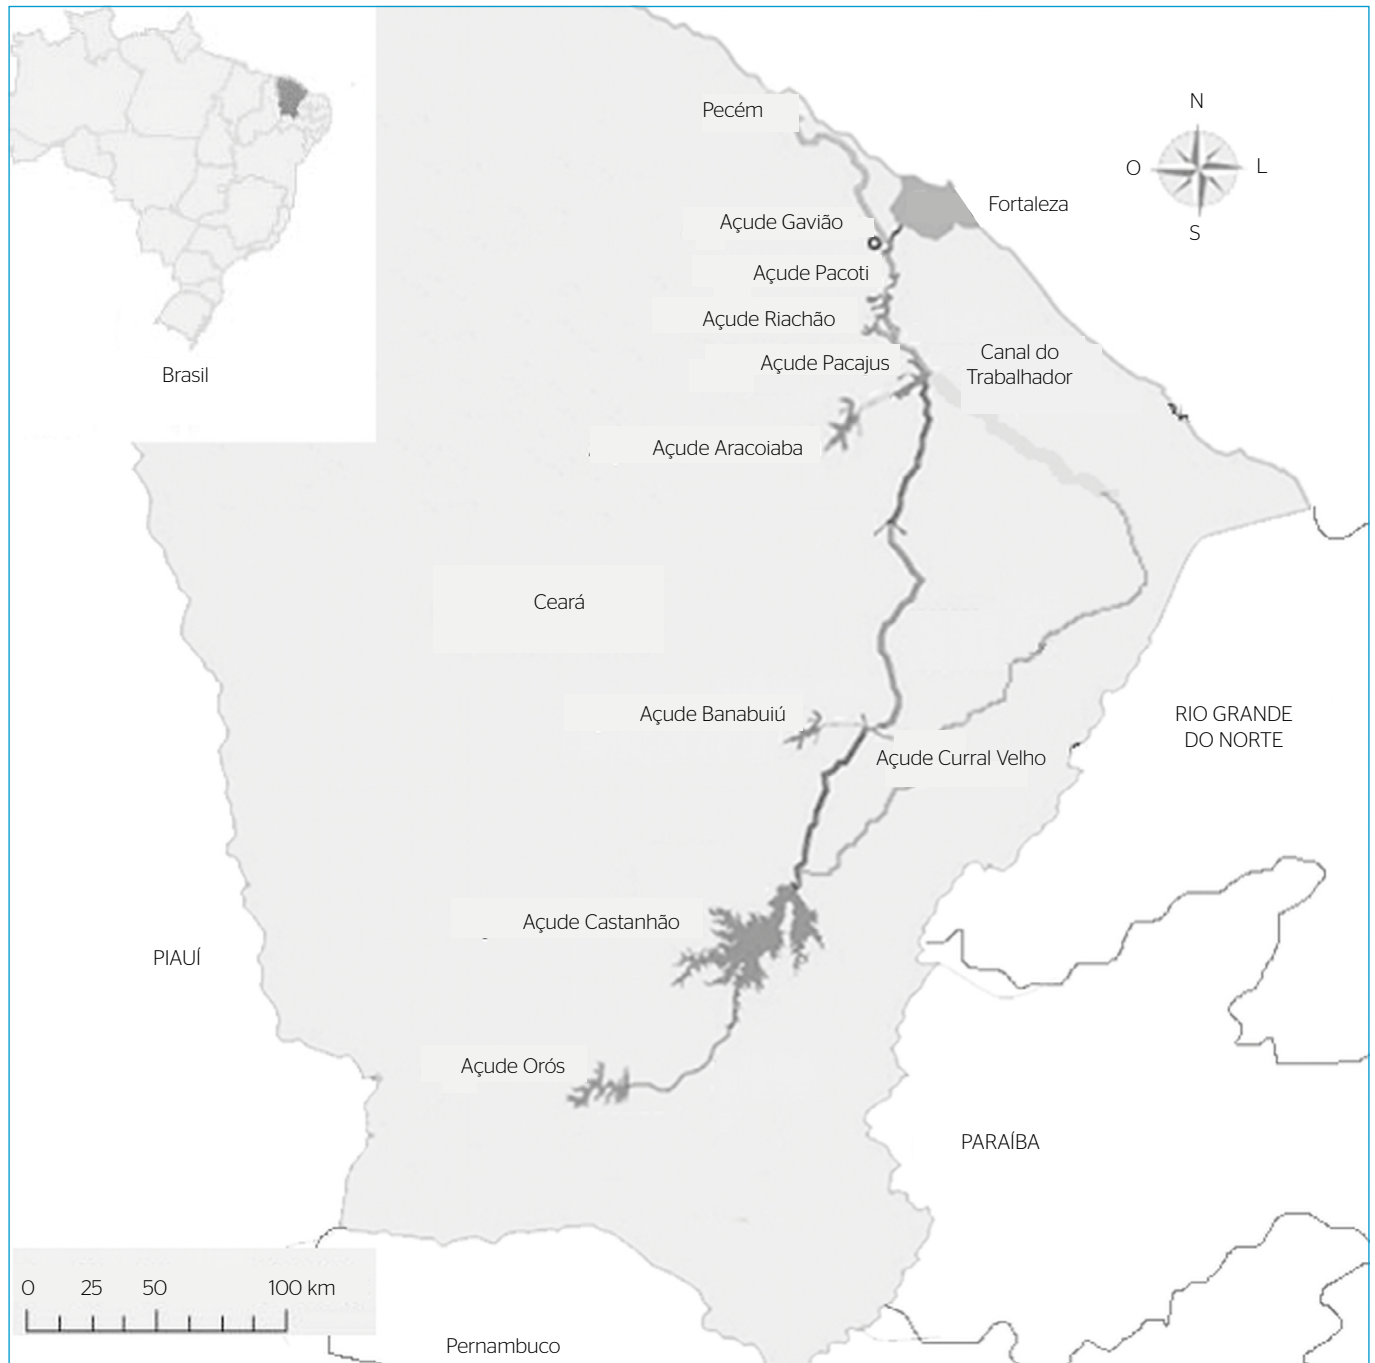 Pecém
N
O
L
S
Fortaleza
Açude Gavião
Açude Pacoti
Açude Riachão
Canal do
Trabalhador
Açude Pacajus
Brasil
Açude Aracoiaba
Ceará
Açude Banabuiú
RIO GRANDE
DO NORTE
Açude Curral Velho
Açude Castanhão
PIAUÍ
Açude Orós
PARAÍBA
0 25 50 100 km
Pernambuco